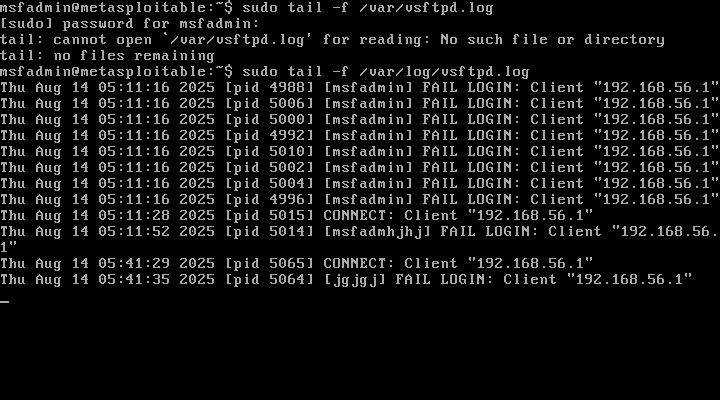 msfadmin@metasploitable:~$ sudo tail -f /var/vsftpd.log
[sudo] password for msfadmin:
tail: cannot open `/var/vsftpd.log' for reading: No such file or directory
tail: no files remaining
msfadmin@metasploitable:~$ sudo tail -f /var/log/vsftpd.log
Thu Aug 14 05:11:16 2025 [pid 4988] [msfadmin] FAIL LOGIN: Client "192.168.56.1"
Thu Aug 14 05:11:16 2025 [pid 5006] [msfadmin] FAIL LOGIN: Client "192.168.56.1"
Thu Aug 14 05:11:16 2025 [pid 5000] [msfadmin] FAIL LOGIN: Client "192.168.56.1"
Thu Aug 14 05:11:16 2025 [pid 4992] [msfadmin] FAIL LOGIN: Client "192.168.56.1"
Thu Aug 14 05:11:16 2025 [pid 5010] [msfadmin] FAIL LOGIN: Client "192.168.56.1"
Thu Aug 14 05:11:16 2025 [pid 5002] [msfadmin] FAIL LOGIN: Client "192.168.56.1"
Thu Aug 14 05:11:16 2025 [pid 5004] [msfadmin] FAIL LOGIN: Client "192.168.56.1"
Thu Aug 14 05:11:16 2025 [pid 4996] [msfadmin] FAIL LOGIN: Client "192.168.56.1"
Thu Aug 14 05:11:28 2025 [pid 5015] CONNECT: Client "192.168.56.1"
Thu Aug 14 05:11:52 2025 [pid 5014] [msfadmhjhj] FAIL LOGIN: Client "192.168.56.
1"
Thu Aug 14 05:41:29 2025 [pid 5065] CONNECT: Client "192.168.56.1"
Thu Aug 14 05:41:35 2025 [pid 5064] [jgjgj] FAIL LOGIN: Client "192.168.56.1"